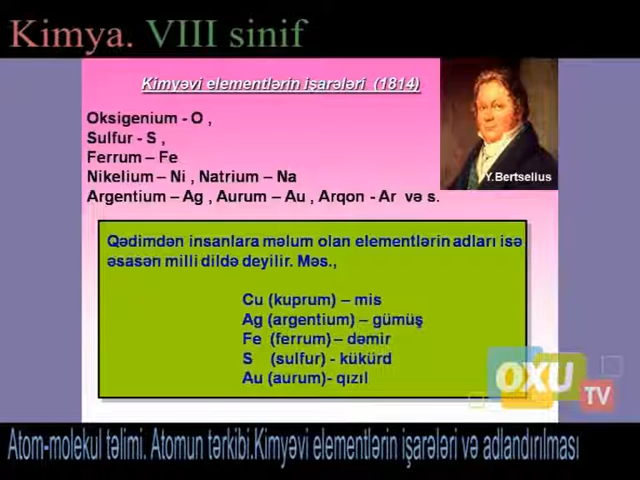 Kimya. VIII sinif
Kimyəvi elementlərin işarələri (1814)
Oksigenium - O ,
Sulfur - S ,
Ferrum – Fe
Nikelium – Ni , Natrium – Na
Argentium – Ag , Aurum – Au , Arqon - Ar və s.
Y.Bertselius
Qədimdən insanlara məlum olan elementlərin adları isə
əsasən milli dildə deyilir. Məs.,
Cu (kuprum) – mis
Ag (argentium) – gümüş
Fe (ferrum) – dəmir
S (sulfur) - kükürd
Au (aurum)- qızıl
OXU
TV
Atom-molekul təlimi. Atomun tərkibi.Kimyəvi elementlərin işarələri və adlandırılması